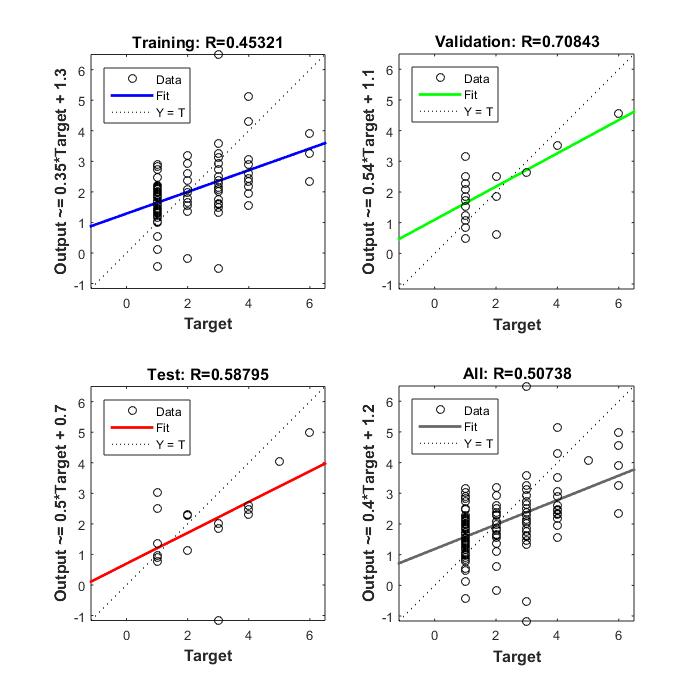 Training: R=0.45321
Output ~= 0.35*Target + 1.3
6
5
4
3
2
1
0
-1
Data
Fit
Y = T
0 2 4 6
Target
Validation: R=0.70843
Output ~= 0.54*Target + 1.1
6
5
4
3
2
1
0
-1
Data
Fit
Y = T
0 2 4 6
Target
Test: R=0.58795
Output ~= 0.5*Target + 0.7
6
5
4
3
2
1
0
-1
Data
Fit
Y = T
0 2 4 6
Target
All: R=0.50738
Output ~= 0.4*Target + 1.2
6
5
4
3
2
1
0
-1
Data
Fit
Y = T
0 2 4 6
Target